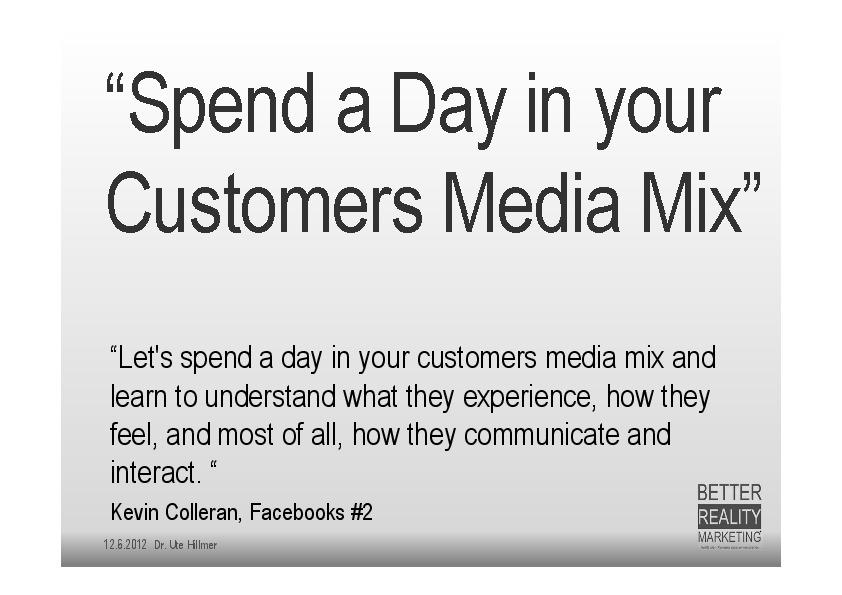 “Spend a Day in your
Customers Media Mix”
“Let's spend a day in your customers media mix and
learn to understand what they experience, how they
feel, and most of all, how they communicate and
interact. “
Kevin Colleran, Facebooks #2
BETTER
REALITY
MARKETING
12.6.2012 Dr. Ute Hillmer